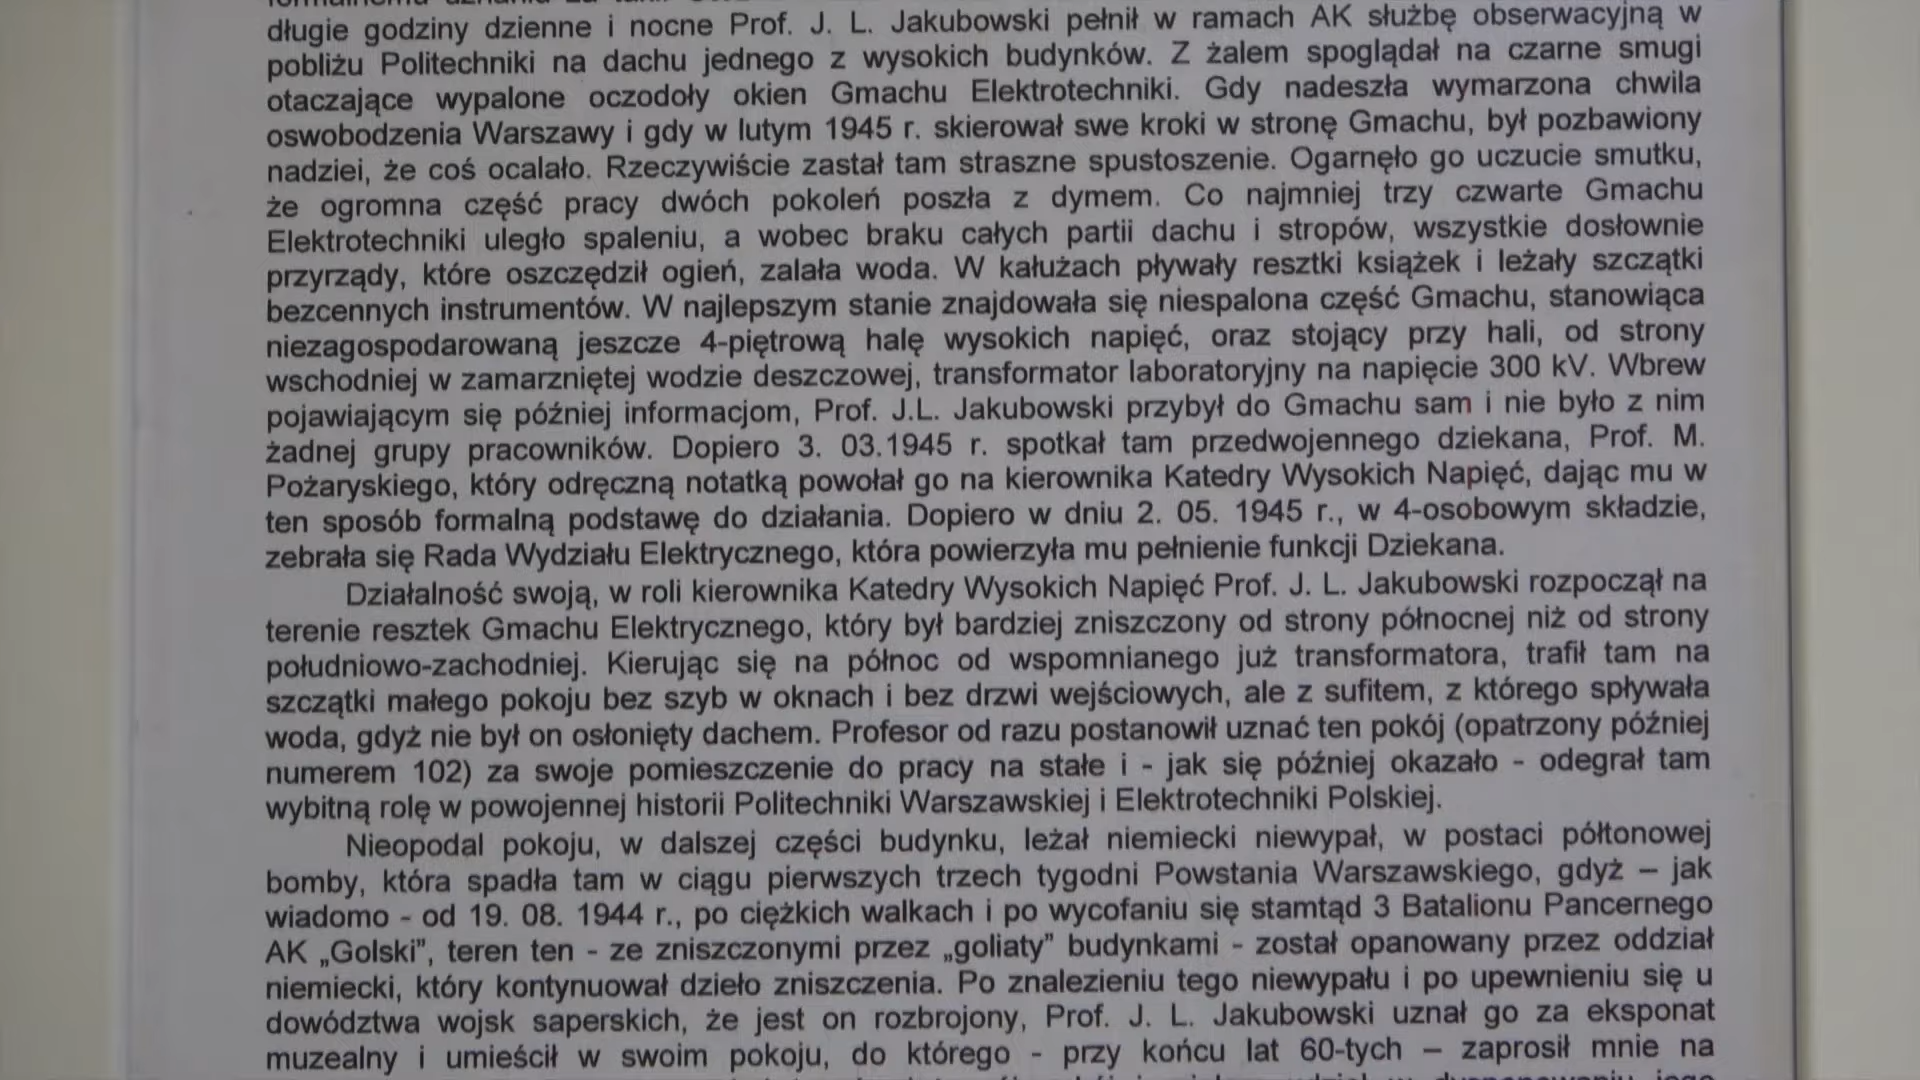 długie godziny dzienne i nocne Prof. J. L. Jakubowski pełnił w ramach AK służbę obserwacyjną w
pobliżu Politechniki na dachu jednego z wysokich budynków. Z żalem spoglądał na czarne smugi
otaczające wypalone oczodoły okien Gmachu Elektrotechniki. Gdy nadeszła wymarzona chwila
oswobodzenia Warszawy i gdy w lutym 1945 r. skierował swe kroki w stronę Gmachu, był pozbawiony
nadziei, że coś ocalało. Rzeczywiście zastał tam straszne spustoszenie. Ogarnęło go uczucie smutku,
że ogromna część pracy dwóch pokoleń poszła z dymem. Co najmniej trzy czwarte Gmachu
Elektrotechniki uległo spaleniu, a wobec braku całych partii dachu i stropów, wszystkie dosłownie
przyrządy, które oszczędził ogień, zalała woda. W kałużach pływały resztki książek i leżały szczątki
bezcennych instrumentów. W najlepszym stanie znajdowała się niespalona część Gmachu, stanowiąca
niezagospodarowaną jeszcze 4-piętrową halę wysokich napięć, oraz stojący przy hali, od strony
wschodniej w zamarzniętej wodzie deszczowej, transformator laboratoryjny na napięcie 300 kV. Wbrew
pojawiającym się później informacjom, Prof. J.L. Jakubowski przybył do Gmachu sam i nie było z nim
żadnej grupy pracowników. Dopiero 3. 03.1945 r. spotkał tam przedwojennego dziekana, Prof. M.
Pożaryskiego, który odręczną notatką powołał go na kierownika Katedry Wysokich Napięć, dając mu w
ten sposób formalną podstawę do działania. Dopiero w dniu 2. 05. 1945 r., w 4-osobowym składzie,
zebrała się Rada Wydziału Elektrycznego, która powierzyła mu pełnienie funkcji Dziekana.
Działalność swoją, w roli kierownika Katedry Wysokich Napięć Prof. J. L. Jakubowski rozpoczął na
terenie resztek Gmachu Elektrycznego, który był bardziej zniszczony od strony północnej niż od strony
południowo-zachodniej. Kierując się na północ od wspomnianego już transformatora, trafił tam na
szczątki małego pokoju bez szyb w oknach i bez drzwi wejściowych, ale z sufitem, z którego spływała
woda, gdyż nie był on osłonięty dachem. Profesor od razu postanowił uznać ten pokój (opatrzony później
numerem 102) za swoje pomieszczenie do pracy na stałe i - jak się później okazało - odegrał tam
wybitną rolę w powojennej historii Politechniki Warszawskiej i Elektrotechniki Polskiej.
Nieopodal pokoju, w dalszej części budynku, leżał niemiecki niewypał, w postaci półtonowej
bomby, która spadła tam w ciągu pierwszych trzech tygodni Powstania Warszawskiego, gdyż – jak
wiadomo - od 19. 08. 1944 r., po ciężkich walkach i po wycofaniu się stamtąd 3 Batalionu Pancernego
AK „Golski”, teren ten - ze zniszczonymi przez „goliaty” budynkami - został opanowany przez oddział
niemiecki, który kontynuował dzieło zniszczenia. Po znalezieniu tego niewypału i po upewnieniu się u
dowództwa wojsk saperskich, że jest on rozbrojony, Prof. J. L. Jakubowski uznał go za eksponat
muzealny i umieścił w swoim pokoju, do którego - przy końcu lat 60-tych – zaprosił mnie na